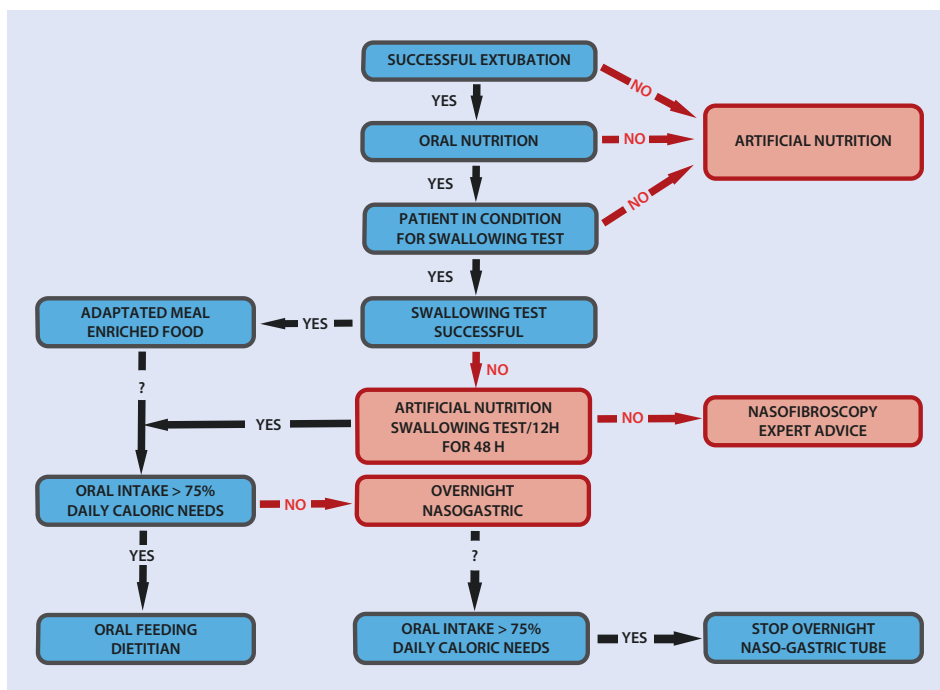 SUCCESSFUL EXTUBATION
NO
YES
ORAL NUTRITION
NO
ARTIFICIAL NUTRITION
YES
PATIENT IN CONDITION
FOR SWALLOWING TEST
NO
YES
ADAPTATED MEAL
ENRICHED FOOD
YES
SWALLOWING TEST
SUCCESSFUL
NO
?
ARTIFICIAL NUTRITION
SWALLOWING TEST/12H
FOR 48 H
YES
NO
NASOFIBROSCOPY
EXPERT ADVICE
ORAL INTAKE > 75%
DAILY CALORIC NEEDS
NO
OVERNIGHT
NASOGASTRIC
YES
?
ORAL FEEDING
DIETITIAN
ORAL INTAKE > 75%
DAILY CALORIC NEEDS
YES
STOP OVERNIGHT
NASO-GASTRIC TUBE